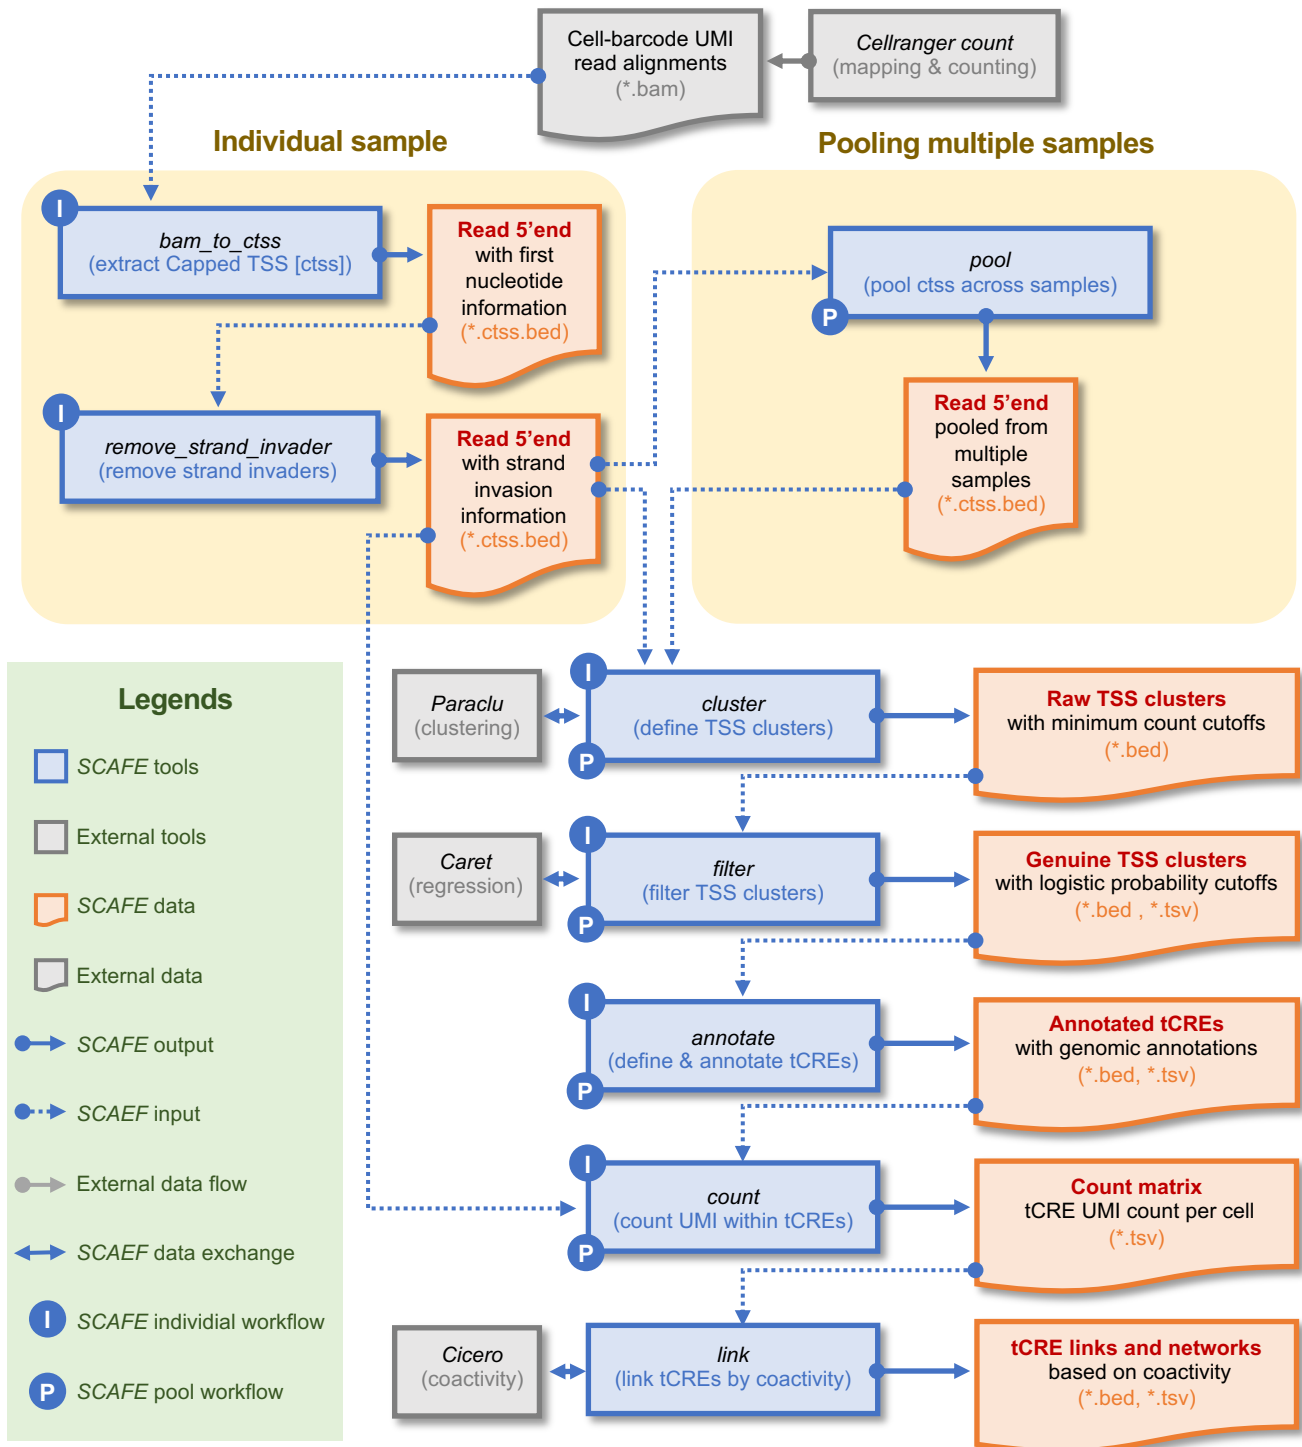 Cell-barcode UMI
read alignments
(*.bam)
Cellranger count
(mapping & counting)
Individual sample
Pooling multiple samples
I
bam_to_ctss
(extract Capped TSS [ctss])
Read 5’end
with first
nucleotide
information
(*.ctss.bed)
pool
(pool ctss across samples)
P
Read 5’end
pooled from
multiple
samples
(*.ctss.bed)
I
remove_strand_invader
(remove strand invaders)
Read 5’end
with strand
invasion
information
(*.ctss.bed)
Legends
SCAFE tools
External tools
SCAFE data
External data
SCAFE output
SCAEF input
External data flow
SCAEF data exchange
I
SCAFE individial workflow
P
SCAFE pool workflow
Paraclu
(clustering)
I
cluster
(define TSS clusters)
P
Raw TSS clusters
with minimum count cutoffs
(*.bed)
Caret
(regression)
I
filter
(filter TSS clusters)
P
Genuine TSS clusters
with logistic probability cutoffs
(*.bed , *.tsv)
I
annotate
(define & annotate tCREs)
P
Annotated tCREs
with genomic annotations
(*.bed, *.tsv)
I
count
(count UMI within tCREs)
P
Count matrix
tCRE UMI count per cell
(*.tsv)
Cicero
(coactivity)
link
(link tCREs by coactivity)
tCRE links and networks
based on coactivity
(*.bed, *.tsv)